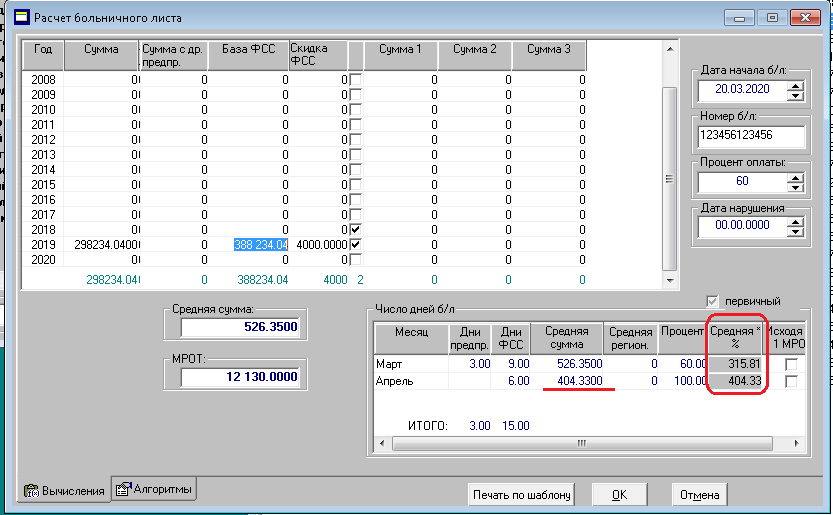 Расчет больничного листа
Год Сумма Сумма с др. предпр. База ФСС Скидка ФСС Сумма 1 Сумма 2 Сумма 3
2008 0 0 0 0 0 0 0
2009 0 0 0 0 0 0 0
2010 0 0 0 0 0 0 0
2011 0 0 0 0 0 0 0
2012 0 0 0 0 0 0 0
2013 0 0 0 0 0 0 0
2014 0 0 0 0 0 0 0
2015 0 0 0 0 0 0 0
2016 0 0 0 0 0 0 0
2017 0 0 0 0 0 0 0
2018 0 0 0 0 0 0 0
2019 298234.0400 0 388 234.04 4000.0000 0 0 0
2020 0 0 0 0 0 0 0
298234.04 0 388234.04 4000 2 0 0 0
Дата начала б/л:
20.03.2020
Номер б/л:
123456123456
Процент оплаты:
60
Дата нарушения
00.00.0000
первичный
Средняя сумма:
526.3500
МРОТ:
12 130.0000
Число дней б/л
Месяц Дни предпр. Дни ФСС Средняя сумма Средняя регион. Процент Средняя * % Исходя 1 МРО
Март 3.00 9.00 526.3500 0 60.00 315.81
Апрель 6.00 404.3300 0 100.00 404.33
ИТОГО: 3.00 15.00
Вычисления Алгоритмы
Печать по шаблону OK Отмена